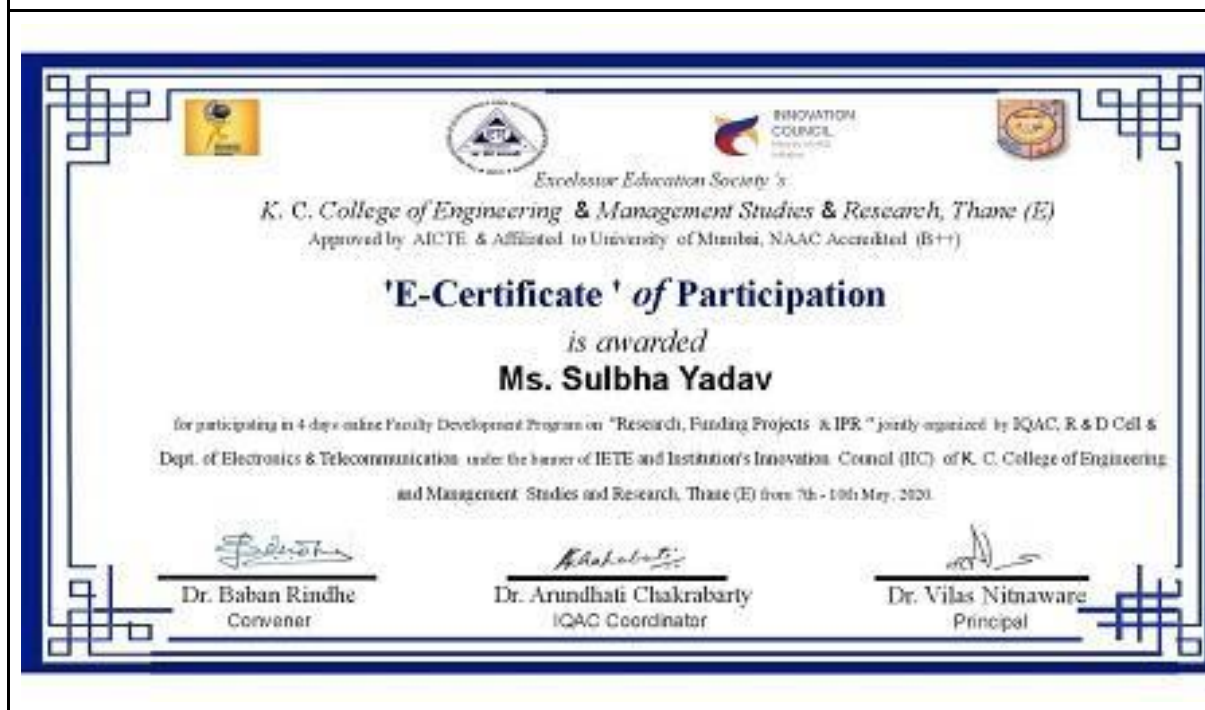 INNOVATION
COUNCIL
Excelssior Education Society 's
K. C. College of Engineering & Management Studies & Research, Thane (E)
Approved by AICTE & Affiliated to University of Mumbai, NAAC Accredited (B++)
'E-Certificate ' of Participation
is awarded
Ms. Sulbha Yadav
for participating in 4 days online Faculty Development Program on "Research, Funding Projects & IPR " jointly organized by IQAC, R & D Cell &
Dept. of Electronics & Telecommunication under the banner of IETE and Institution's Innovation Council (IIC) of K. C. College of Engineering
and Management Studies and Research, Thane (E) from 7th - 10th May, 2020.
Dr. Baban Rindhe
Dr. Arundhati Chakrabarty
Dr. Vilas Nitnaware
Convener
IQAC Coordinator
Principal